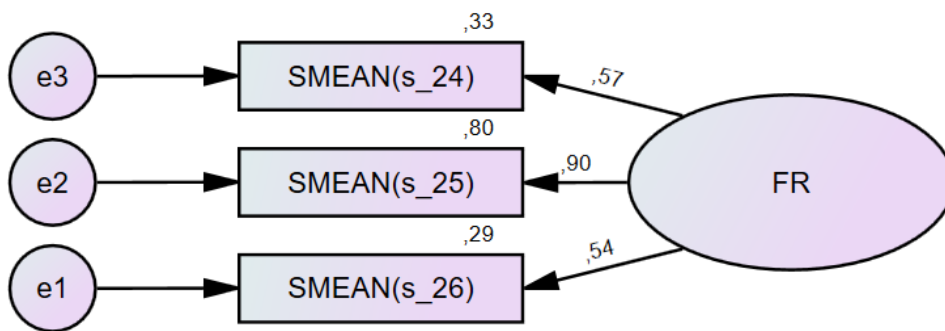 ,33
e3
SMEAN(s_24)
,57
,80
e2
SMEAN(s_25)
,90
FR
,29
e1
SMEAN(s_26)
,54